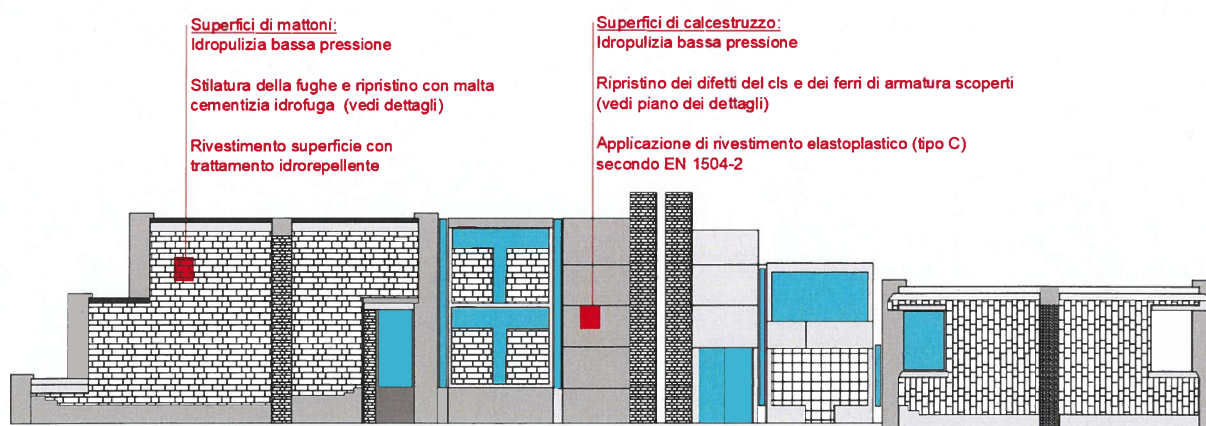 Superfici di mattoni:
Idropulizia bassa pressione
Stilatura della fughe e ripristino con malta
cementizia idrofuga (vedi dettagli)
Rivestimento superficie con
trattamento idrorepellente
Superfici di calcestruzzo:
Idropulizia bassa pressione
Ripristino dei difetti del cls e dei ferri di armatura scoperti
(vedi piano dei dettagli)
Applicazione di rivestimento elastoplastico (tipo C)
secondo EN 1504-2